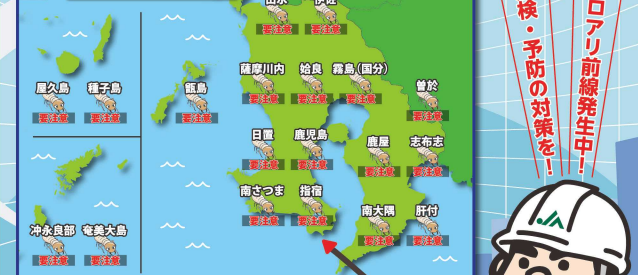 出水 伊佐
要注意 要注意
薩摩川内 姶良 霧島(国分)
要注意 要注意 要注意
屋久島 種子島 甑島 曽於
要注意 要注意 要注意 要注意
日置 鹿児島 鹿屋 志布志
要注意 要注意 要注意 要注意
南さつま 指宿 南大隅 肝付
要注意 要注意 要注意 要注意
沖永良部 奄美大島
要注意 要注意
ロアリ前線発生中!
検・予防の対策を!
JA